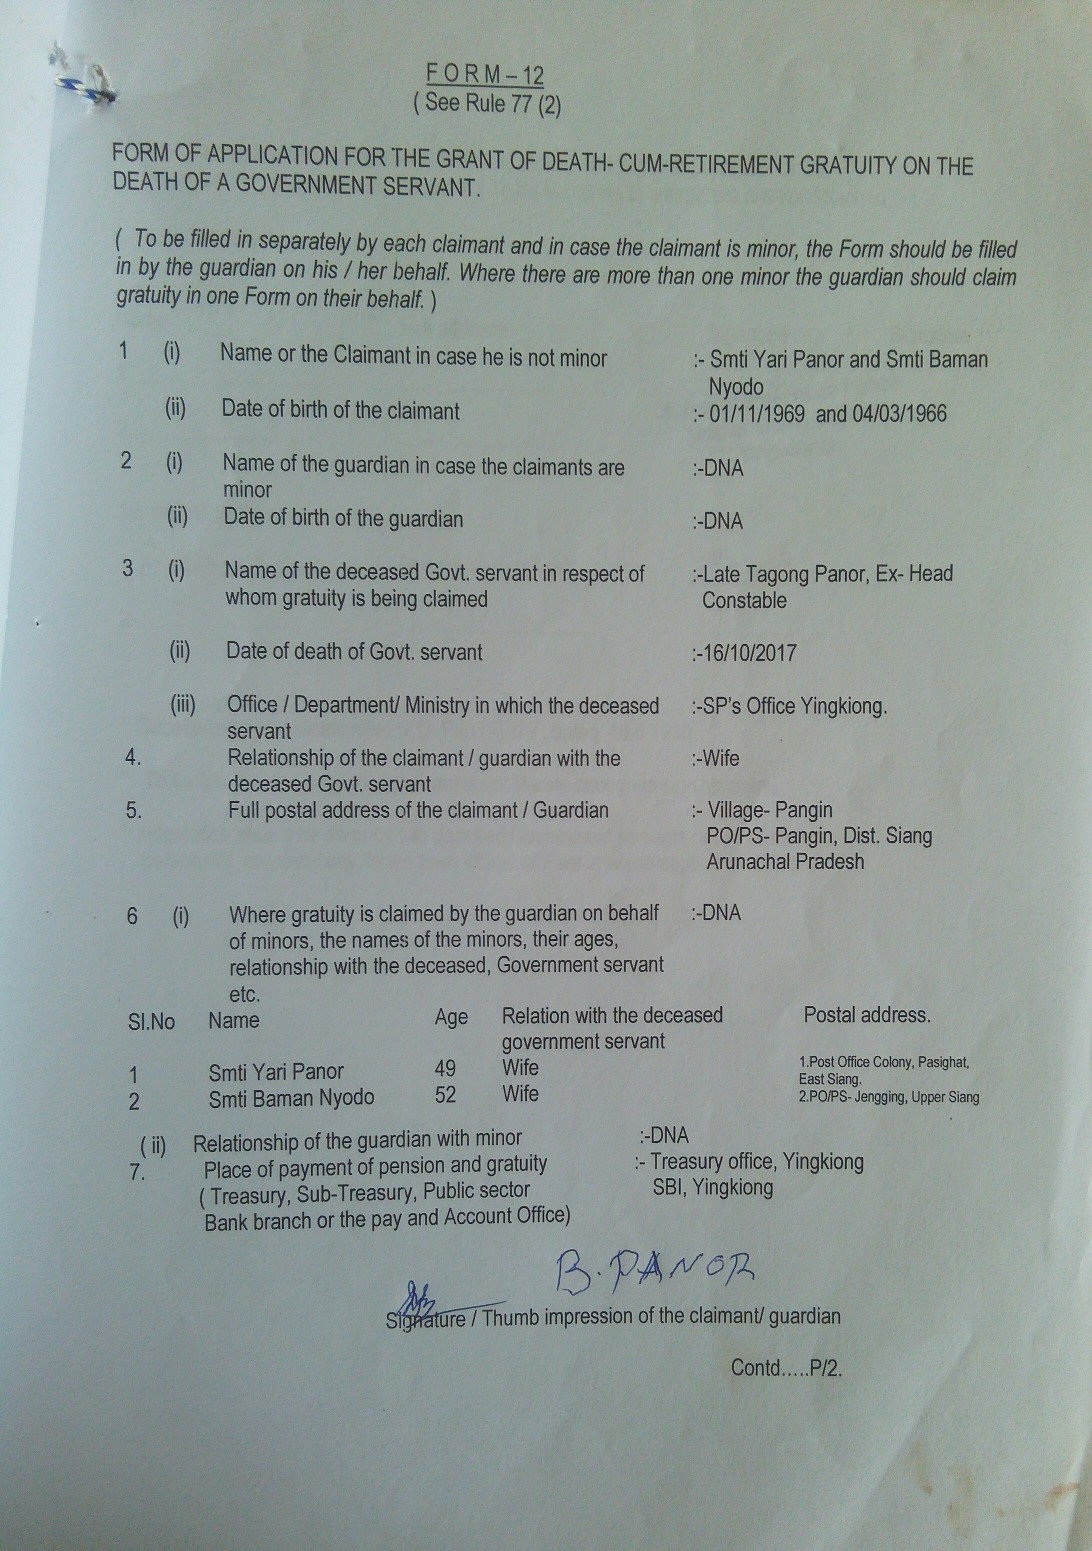 FORM – 12
( See Rule 77 (2)
FORM OF APPLICATION FOR THE GRANT OF DEATH- CUM-RETIREMENT GRATUITY ON THE
DEATH OF A GOVERNMENT SERVANT.
( To be filled in separately by each claimant and in case the claimant is minor, the Form should be filled
in by the guardian on his / her behalf. Where there are more than one minor the guardian should claim
gratuity in one Form on their behalf. )
1 (i) Name or the Claimant in case he is not minor :- Smti Yari Panor and Smti Baman
Nyodo
(ii) Date of birth of the claimant :- 01/11/1969 and 04/03/1966
2 (i) Name of the guardian in case the claimants are :-DNA
minor
(ii) Date of birth of the guardian :-DNA
3 (i) Name of the deceased Govt. servant in respect of :-Late Tagong Panor, Ex- Head
whom gratuity is being claimed Constable
(ii) Date of death of Govt. servant :-16/10/2017
(iii) Office / Department/ Ministry in which the deceased :-SP's Office Yingkiong.
servant
4. Relationship of the claimant / guardian with the :-Wife
deceased Govt. servant
5. Full postal address of the claimant / Guardian :- Village- Pangin
PO/PS- Pangin, Dist. Siang
Arunachal Pradesh
6 (i) Where gratuity is claimed by the guardian on behalf :-DNA
of minors, the names of the minors, their ages,
relationship with the deceased, Government servant
etc.
Sl.No Name Age Relation with the deceased Postal address.
government servant
1 Smti Yari Panor 49 Wife 1.Post Office Colony, Pasighat,
East Siang.
2 Smti Baman Nyodo 52 Wife 2.PO/PS- Jengging, Upper Siang
( ii) Relationship of the guardian with minor :-DNA
7. Place of payment of pension and gratuity :- Treasury office, Yingkiong
( Treasury, Sub-Treasury, Public sector SBI, Yingkiong
Bank branch or the pay and Account Office)
B. PANOR
Signature / Thumb impression of the claimant/ guardian
Contd.....P/2.